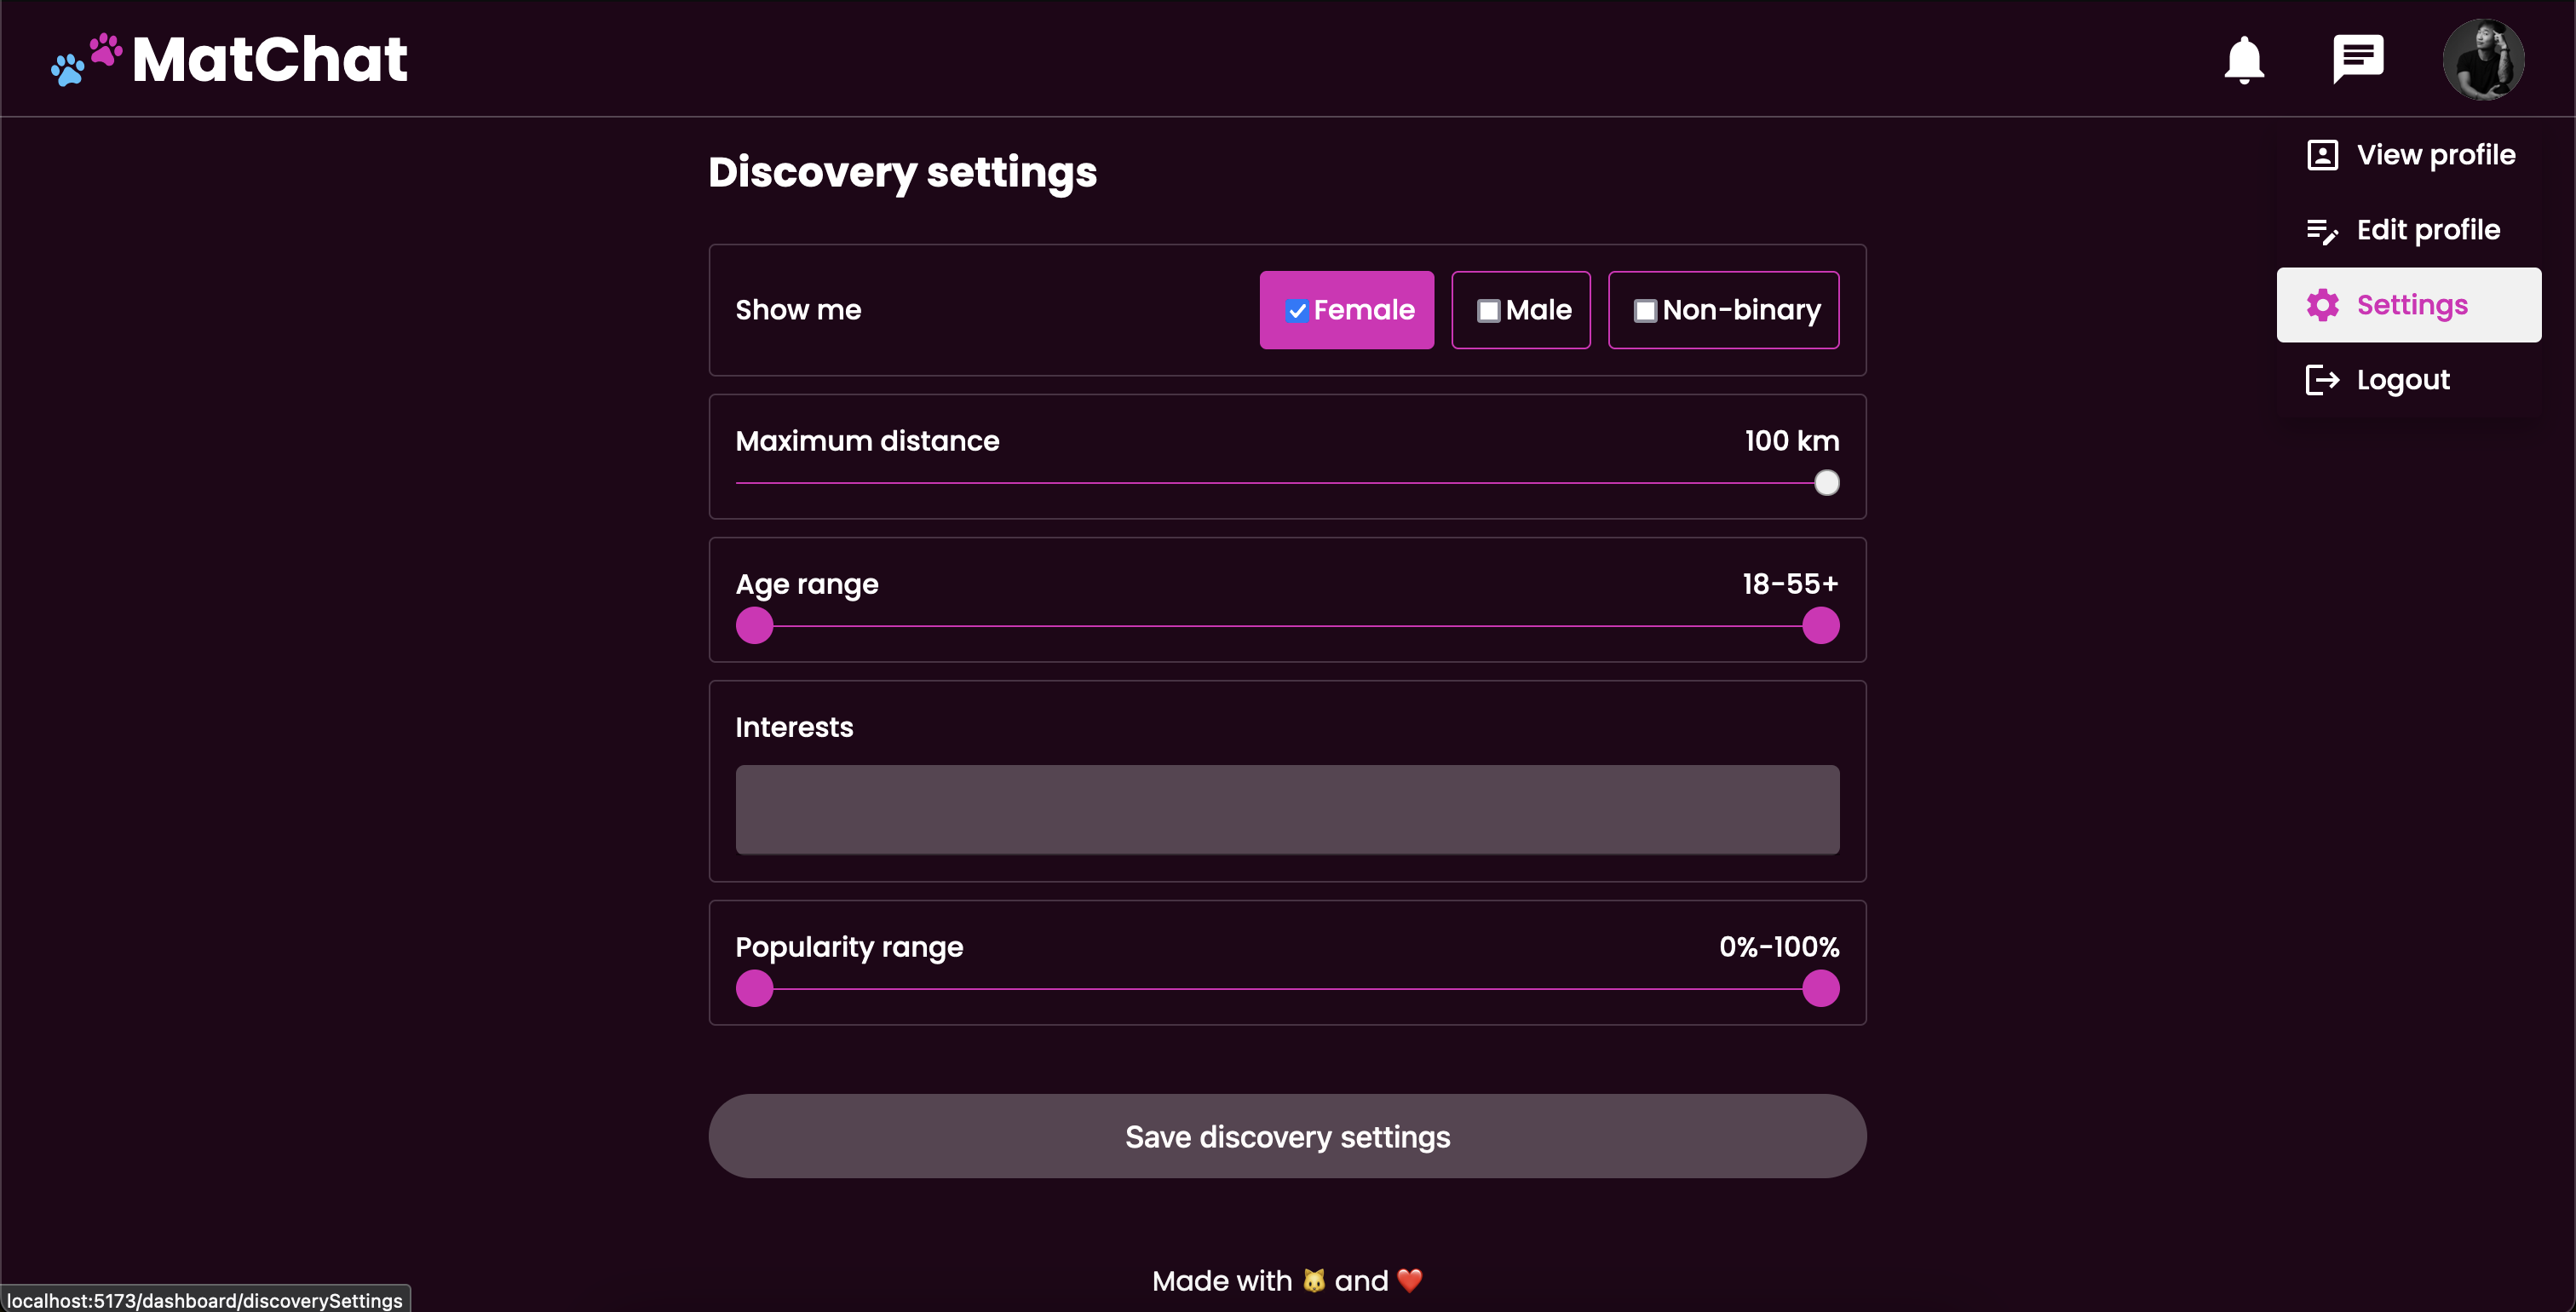 MatChat
View profile
Edit profile
Settings
Logout
Discovery settings
Show me
Female
Male
Non-binary
Maximum distance
100 km
Age range
18-55+
Interests
Popularity range
0%-100%
Save discovery settings
Made with 🐱 and ❤️
localhost:5173/dashboard/discoverySettings